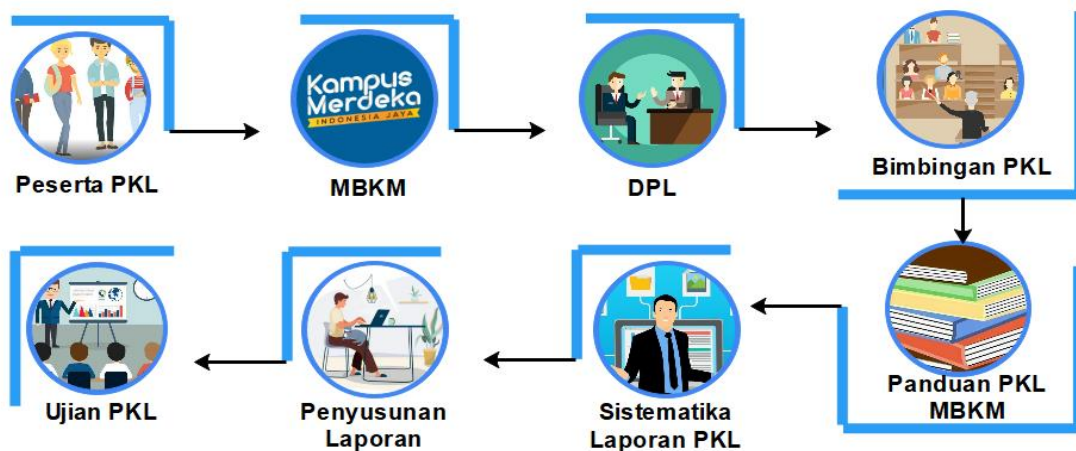 Peserta PKL
Kampus
Merdeka
INDONESIA JAYA
MBKM
DPL
Bimbingan PKL
Panduan PKL
MBKM
Sistematika
Laporan PKL
Penyusunan
Laporan
Ujian PKL